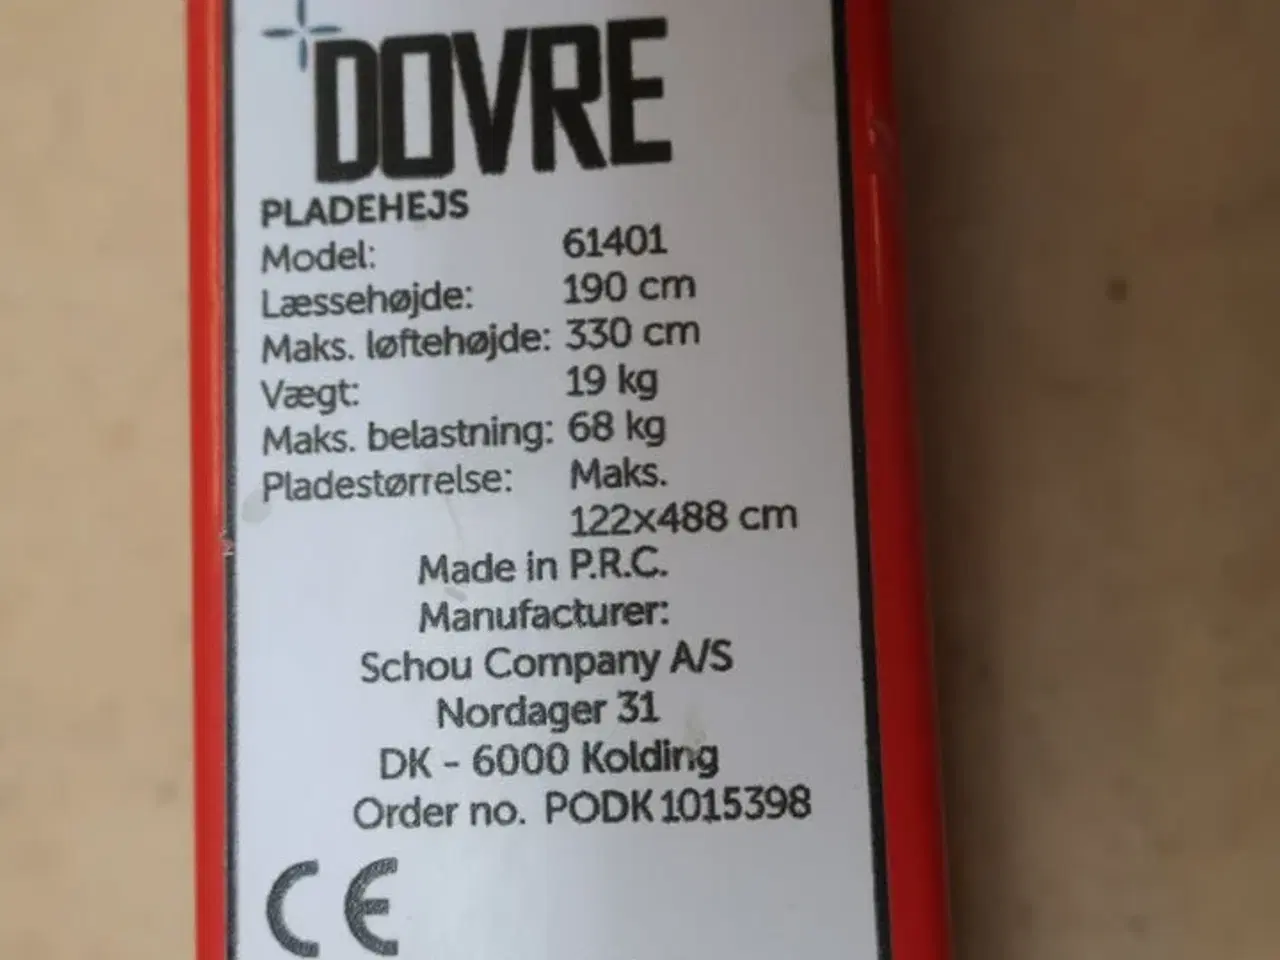 DOVRE
PLADEHEJS
Model: 61401
Læssehøjde: 190 cm
Maks. løftehøjde: 330 cm
Vægt: 19 kg
Maks. belastning: 68 kg
Pladestørrelse: Maks.
122x488 cm
Made in P.R.C.
Manufacturer:
Schou Company A/S
Nordager 31
DK - 6000 Kolding
Order no. PODK1015398
CE